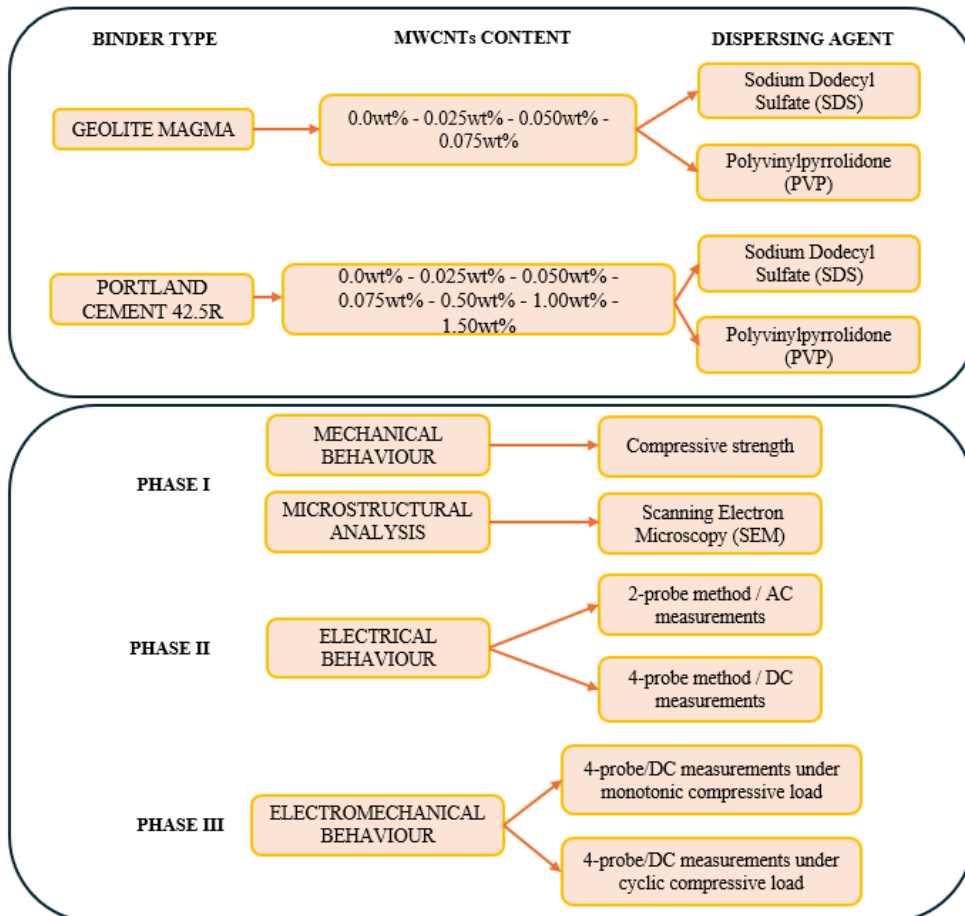 BINDER TYPE
MWCNTs CONTENT
DISPERSING AGENT
GEOLITE MAGMA
0.0wt% - 0.025wt% - 0.050wt% -
0.075wt%
Sodium Dodecyl
Sulfate (SDS)
Polyvinylpyrrolidone
(PVP)
PORTLAND
CEMENT 42.5R
0.0wt% - 0.025wt% - 0.050wt% -
0.075wt% - 0.50wt% - 1.00wt% -
1.50wt%
Sodium Dodecyl
Sulfate (SDS)
Polyvinylpyrrolidone
(PVP)
PHASE I
MECHANICAL
BEHAVIOUR
Compressive strength
MICROSTRUCTURAL
ANALYSIS
Scanning Electron
Microscopy (SEM)
PHASE II
ELECTRICAL
BEHAVIOUR
2-probe method / AC
measurements
4-probe method / DC
measurements
PHASE III
ELECTROMECHANICAL
BEHAVIOUR
4-probe/DC measurements under
monotonic compressive load
4-probe/DC measurements under
cyclic compressive load